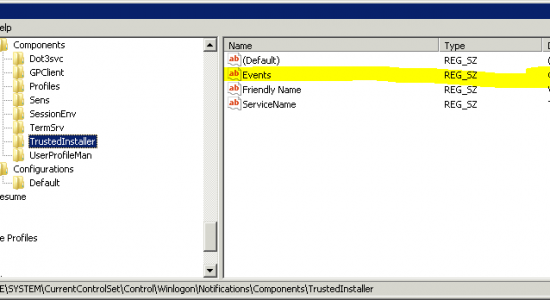 elp
Components
Dot3svc
GPClient
Profiles
Sens
SessionEnv
TermSrv
TrustedInstaller
UserProfileMan
Configurations
Default
esume
e Profiles
Name Type D
ab (Default) REG_SZ (
ab Events REG_SZ
ab Friendly Name REG_SZ
ab ServiceName REG_SZ
E\SYSTEM\CurrentControlSet\Control\Winlogon\Notifications\Components\TrustedInstaller